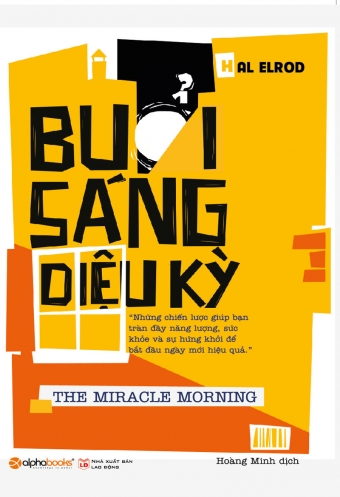 HAL ELROD
BUỔI
SÁNG
DIỆU KỲ
“Những chiến lược giúp bạn
tràn đầy năng lượng, sức
khỏe và sự hứng khởi để
bắt đầu ngày mới hiệu quả.”
THE MIRACLE MORNING
alphabooks
NHÀ XUẤT BẢN
LAO ĐỘNG
Hoàng Minh dịch